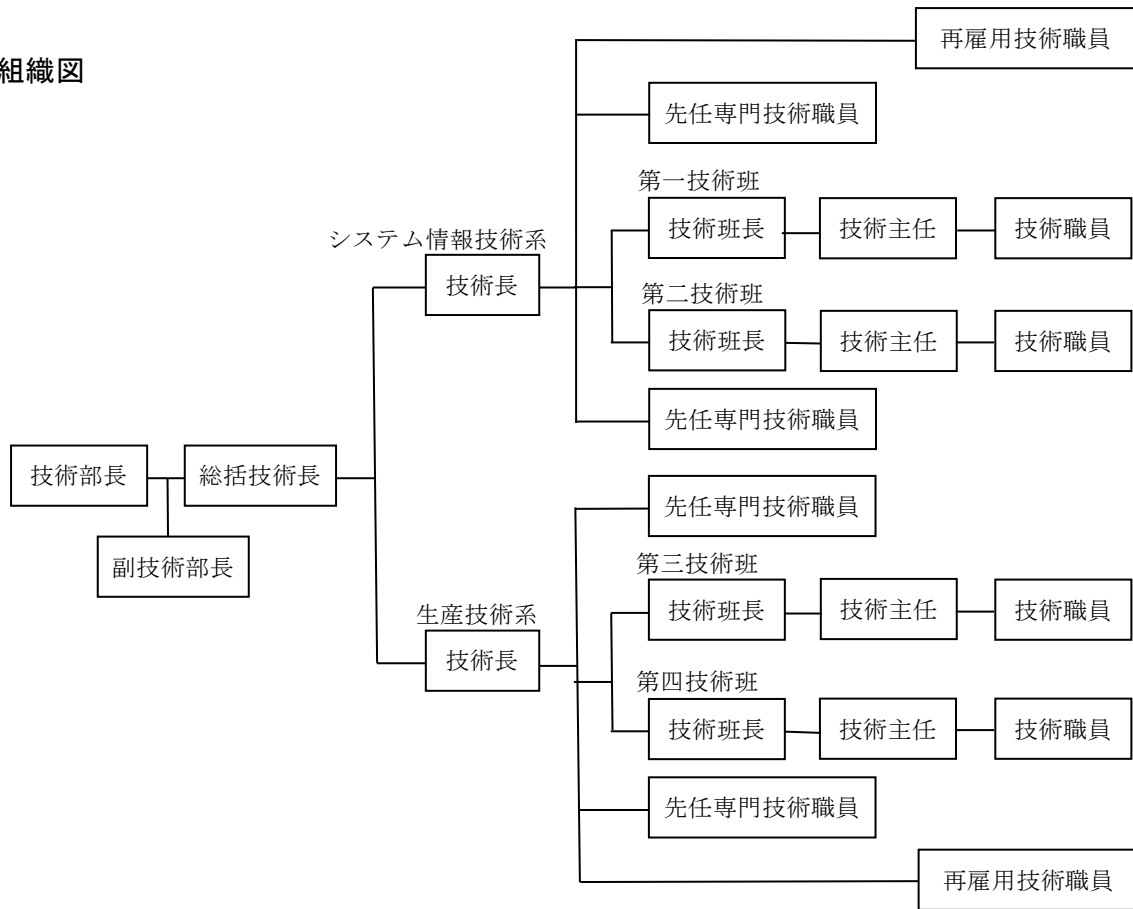 組織図
再雇用技術職員
先任専門技術職員
第一技術班
技術班長
技術主任
技術職員
システム情報技術系
技術長
第二技術班
技術班長
技術主任
技術職員
先任専門技術職員
技術部長
総括技術長
副技術部長
先任専門技術職員
第三技術班
技術班長
技術主任
技術職員
生産技術系
技術長
第四技術班
技術班長
技術主任
技術職員
先任専門技術職員
再雇用技術職員